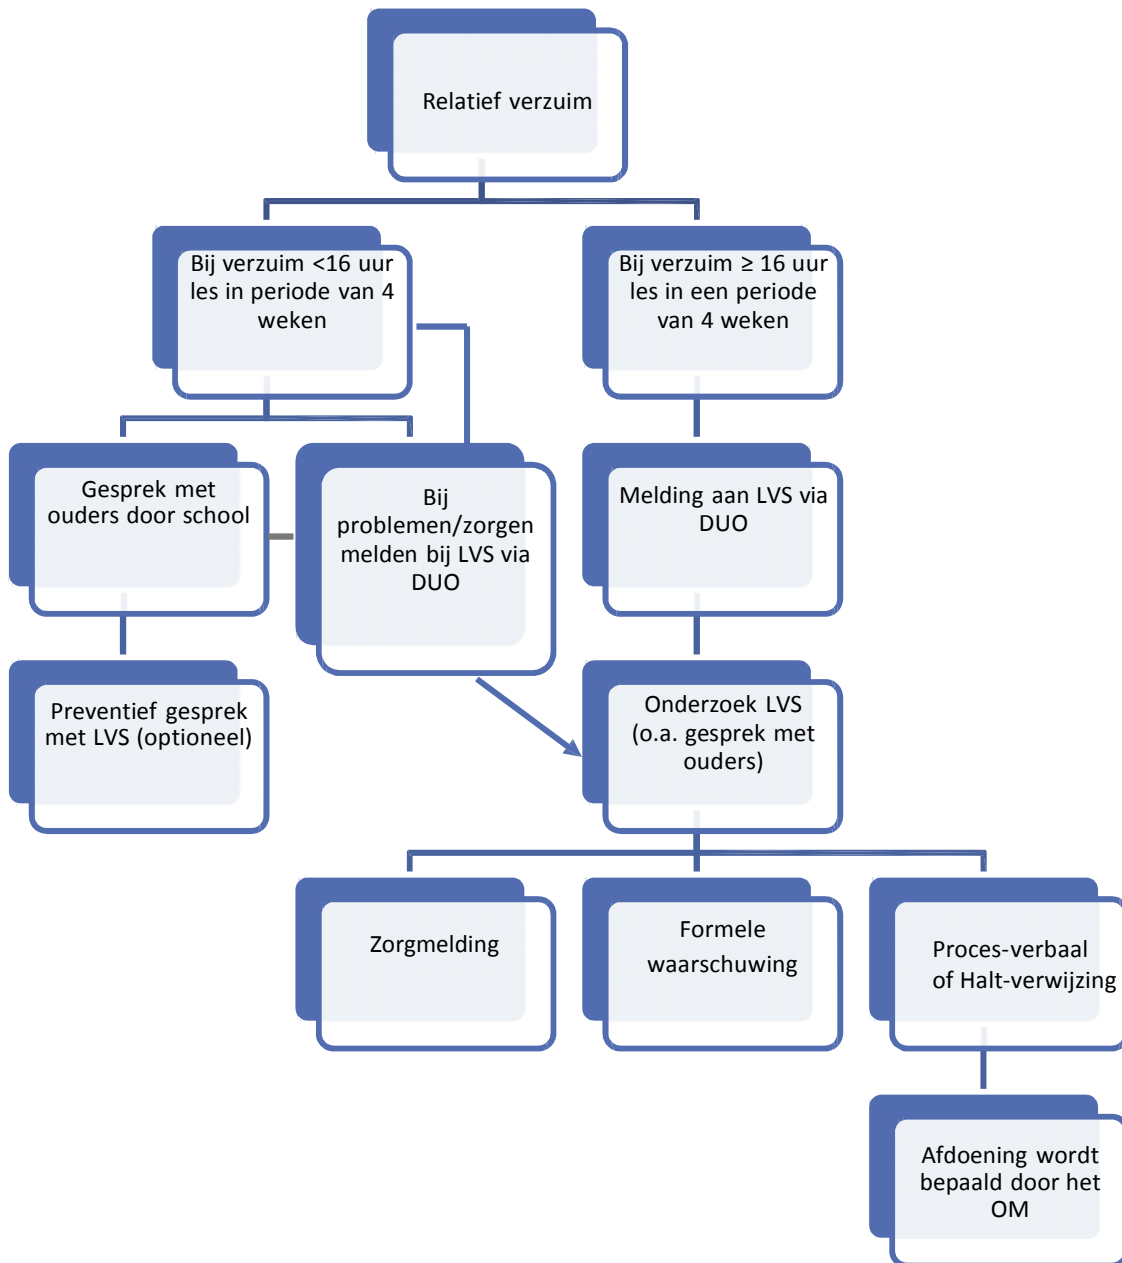 Relatief verzuim
Bij verzuim <16 uur
les in periode van 4
weken
Bij verzuim ≥ 16 uur
les in een periode
van 4 weken
Gesprek met
ouders door school
Bij
problemen/zorgen
melden bij LVS via
DUO
Melding aan LVS via
DUO
Preventief gesprek
met LVS (optioneel)
Onderzoek LVS
(o.a. gesprek met
ouders)
Zorgmelding
Formele
waarschuwing
Proces-verbaal
of Halt-verwijzing
Afdoening wordt
bepaald door het
OM